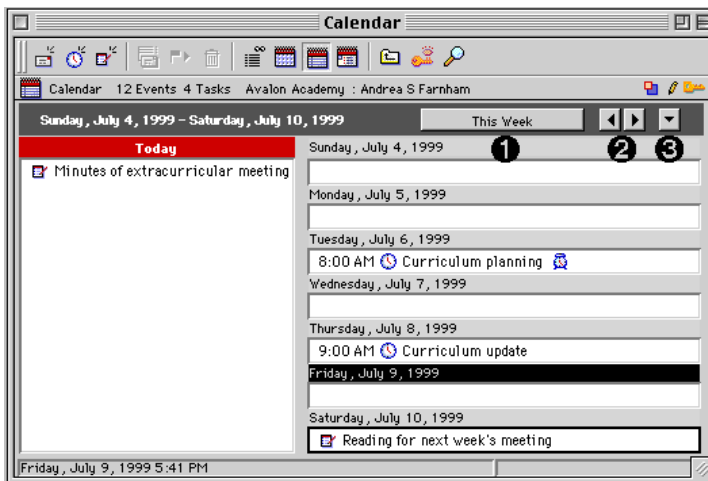 Calendar
Calendar 12 Events 4 Tasks Avalon Academy : Andrea S Farnham
Sunday, July 4, 1999 – Saturday, July 10, 1999
This Week
1 2 3
Today
Minutes of extracurricular meeting
Sunday, July 4, 1999
Monday, July 5, 1999
Tuesday, July 6, 1999
8:00 AM Curriculum planning
Wednesday, July 7, 1999
Thursday, July 8, 1999
9:00 AM Curriculum update
Friday, July 9, 1999
Saturday, July 10, 1999
Reading for next week's meeting
Friday, July 9, 1999 5:41 PM